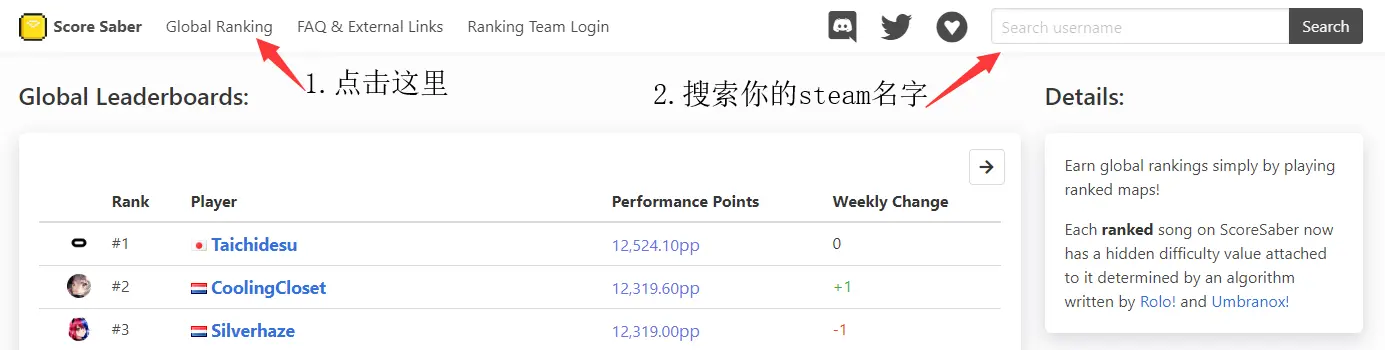 Score Saber Global Ranking FAQ & External Links Ranking Team Login Search username Search
1.点击这里
2.搜索你的steam名字
Global Leaderboards:
Details:
Rank Player Performance Points Weekly Change
#1 Taichidesu 12,524.10pp 0
#2 CoolingCloset 12,319.60pp +1
#3 Silverhaze 12,319.00pp -1
Earn global rankings simply by playing
ranked maps!
Each ranked song on ScoreSaber now
has a hidden difficulty value attached
to it determined by an algorithm
written by Rolo! and Umbranox!